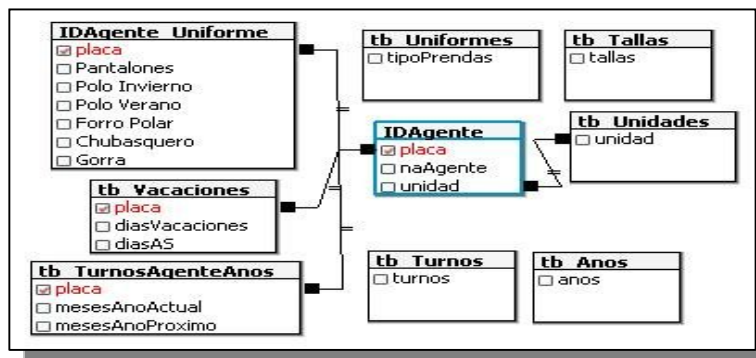 IDAgente_Uniforme
placa
Pantalones
Polo Invierno
Polo Verano
Forro Polar
Chubasquero
Gorra
tb_Uniformes
tipoPrendas
tb_Tallas
tallas
IDAgente
placa
naAgente
unidad
tb_Unidades
unidad
tb_Vacaciones
placa
diasVacaciones
diasAS
tb_TurnosAgenteAnos
placa
mesesAnoActual
mesesAnoProximo
tb_Turnos
turnos
tb_Anos
anos